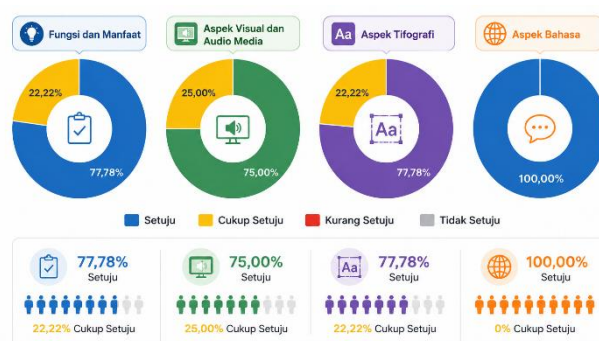 Fungsi dan Manfaat
Aspek Visual dan
Audio Media
Aa Aspek Tifografi
Aspek Bahasa
22,22%
77,78%
25,00%
75,00%
22,22%
Aa
77,78%
100,00%
Setuju
Cukup Setuju
Kurang Setuju
Tidak Setuju
77,78%
Setuju
22,22% Cukup Setuju
75,00%
Setuju
25,00% Cukup Setuju
Aa
77,78%
Setuju
22,22% Cukup Setuju
100,00%
Setuju
0% Cukup Setuju